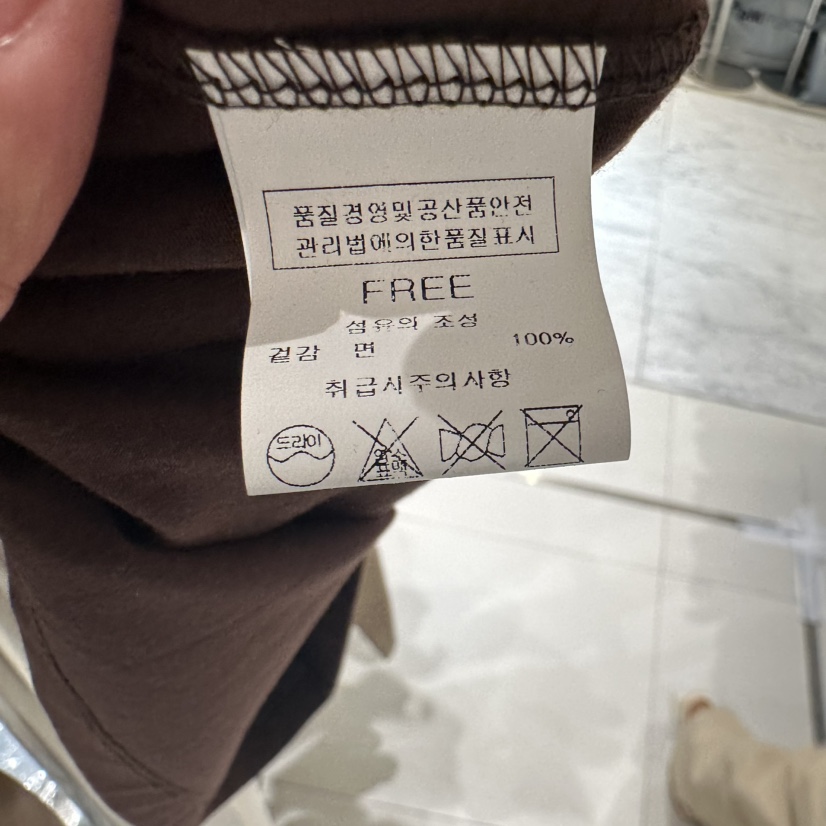 품질경영및공산품안전
관리법에의한품질표시
FREE
섬유의 조성
겉감 면 100%
취급시주의사항
드라이
염소
표백